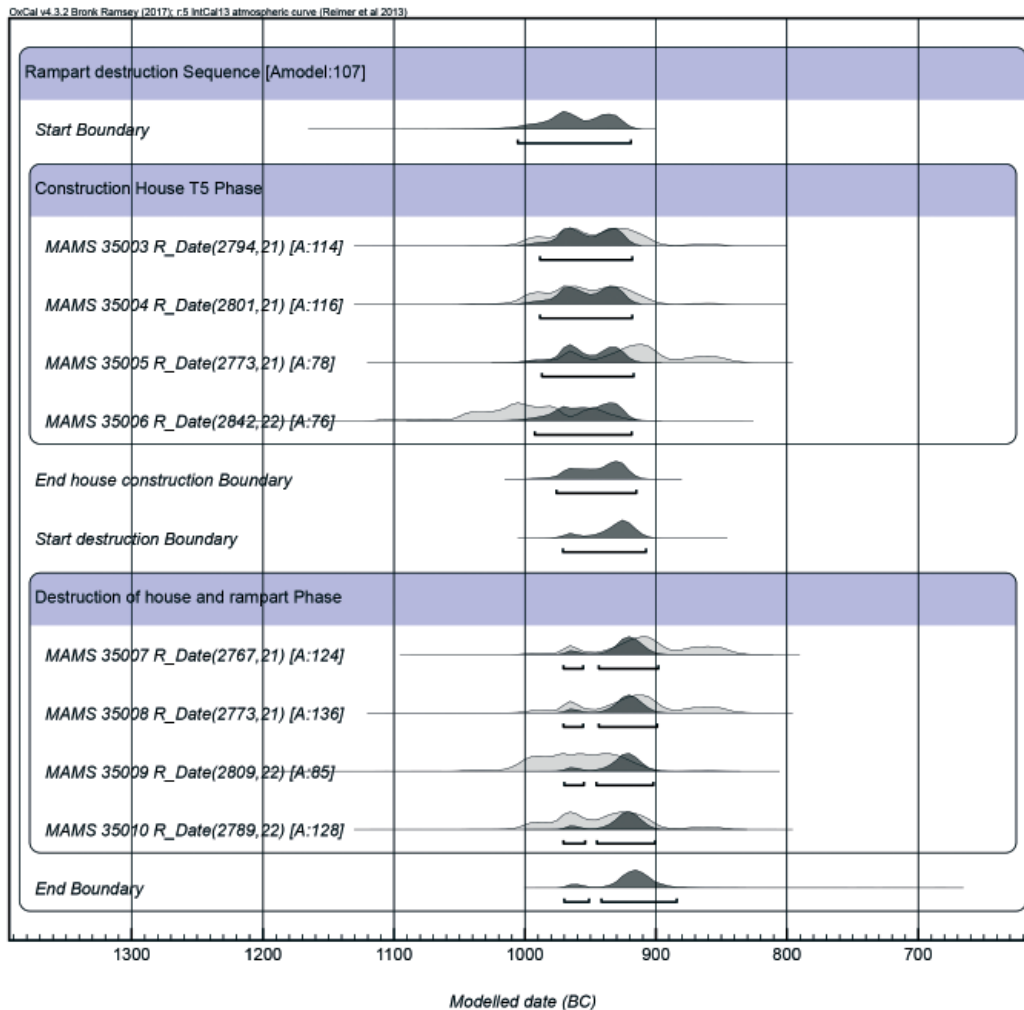 OxCal v4.3.2 Bronk Ramsey (2017); r:5 IntCal13 atmospheric curve (Reimer et al 2013)
Rampart destruction Sequence [Amodel:107]
Start Boundary
Construction House T5 Phase
MAMS 35003 R_Date(2794,21) [A:114]
MAMS 35004 R_Date(2801,21) [A:116]
MAMS 35005 R_Date(2773,21) [A:78]
MAMS 35006 R_Date(2842,22) [A:76]
End house construction Boundary
Start destruction Boundary
Destruction of house and rampart Phase
MAMS 35007 R_Date(2767,21) [A:124]
MAMS 35008 R_Date(2773,21) [A:136]
MAMS 35009 R_Date(2809,22) [A:85]
MAMS 35010 R_Date(2789,22) [A:128]
End Boundary
1300 1200 1100 1000 900 800 700
Modelled date (BC)